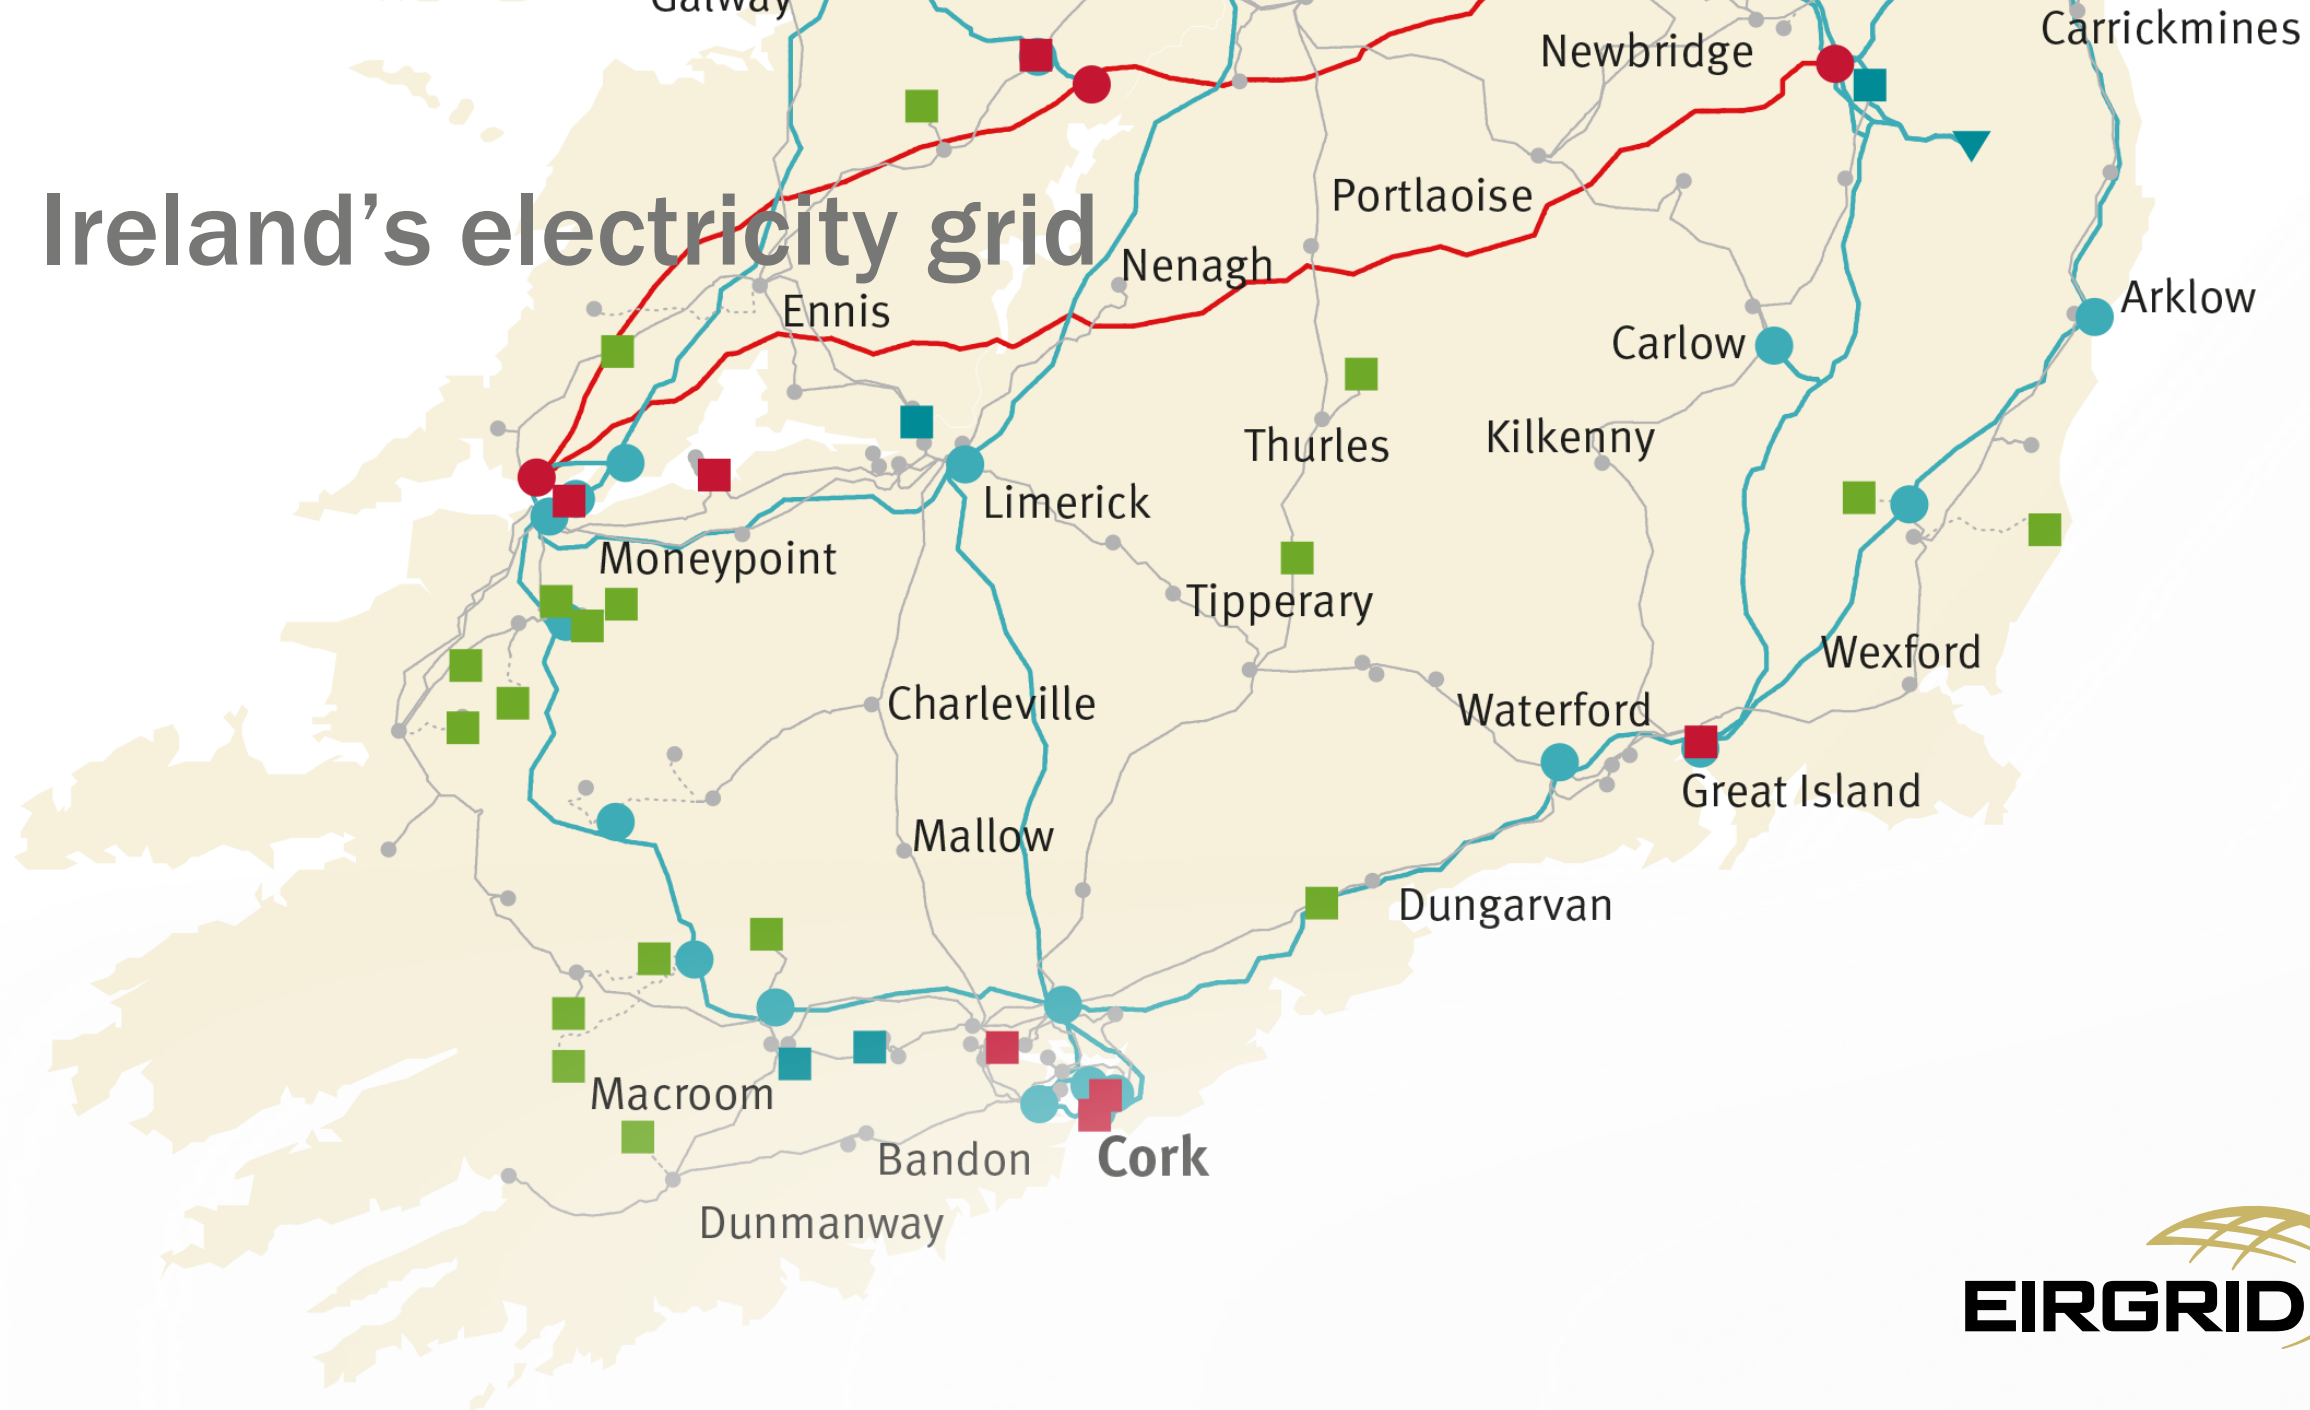 Galway
Carrickmines
Newbridge
Portlaoise
Ireland's electricity grid
Nenagh
Ennis
Arklow
Carlow
Thurles
Kilkenny
Limerick
Moneypoint
Tipperary
Wexford
Charleville
Waterford
Great Island
Mallow
Dungarvan
Macroom
Bandon
Cork
Dunmanway
EIRGRID